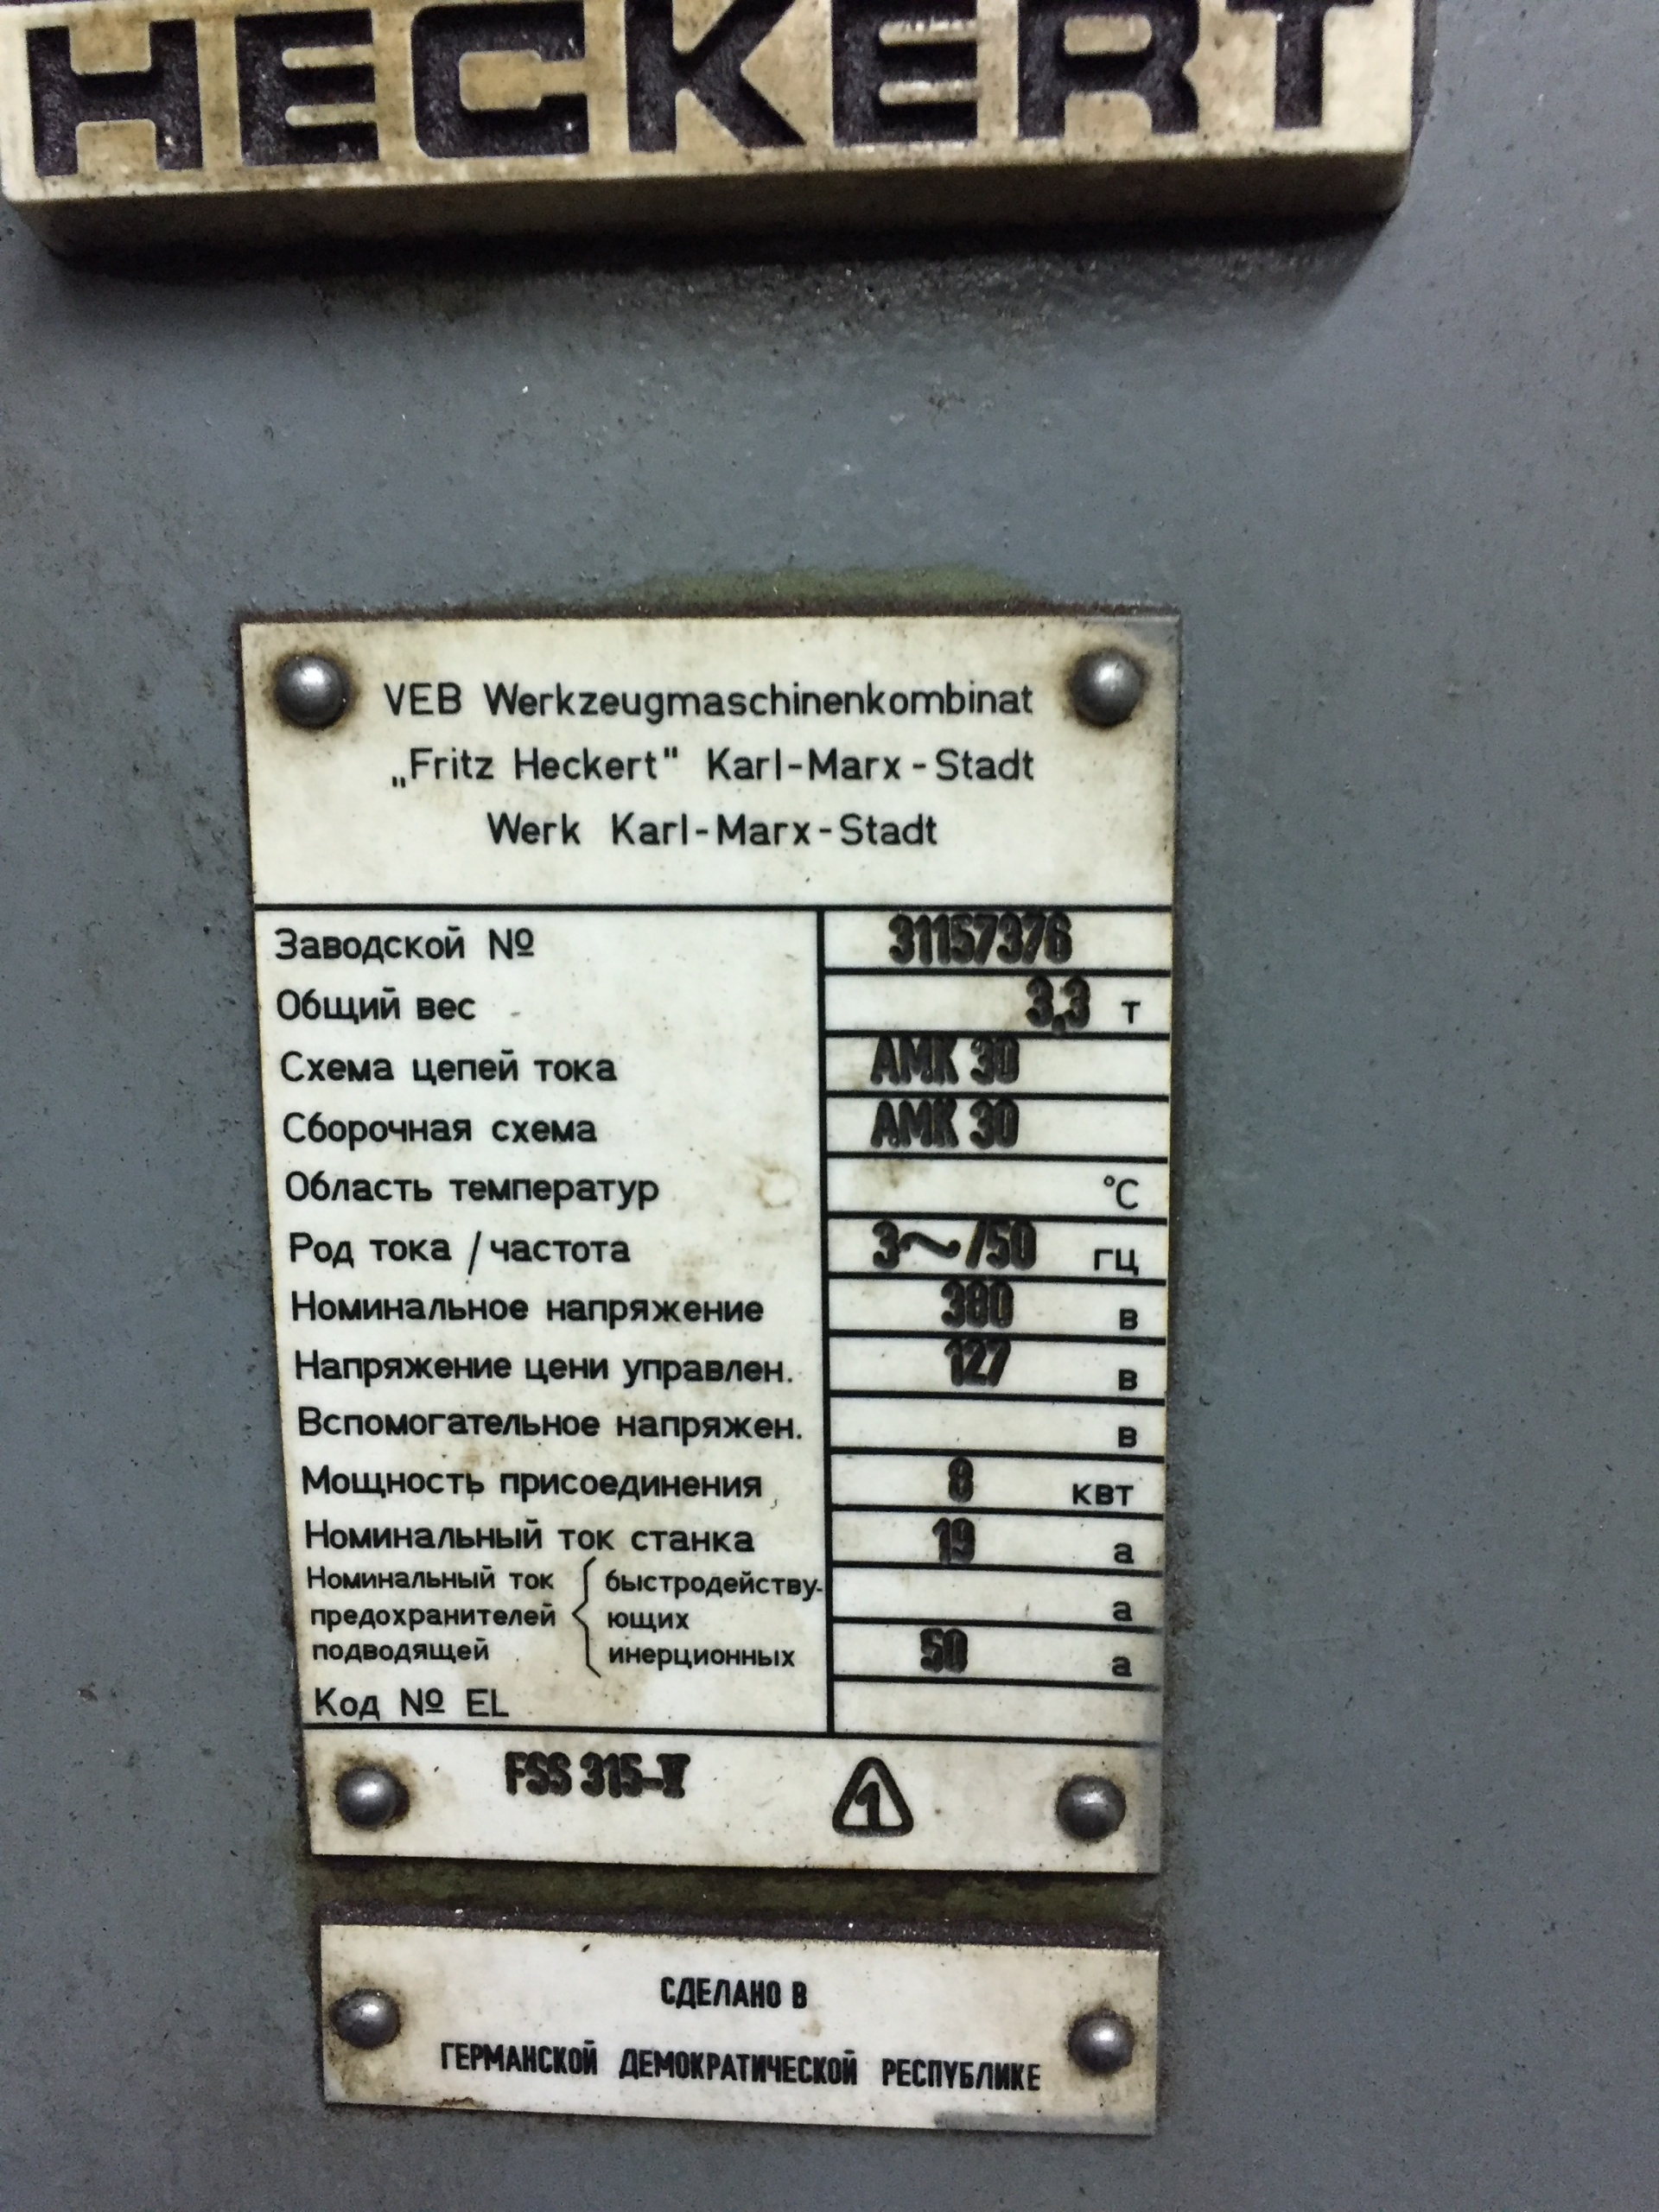 HECKERT
VEB Werkzeugmaschinenkombinat
„Fritz Heckert" Karl-Marx-Stadt
Werk Karl-Marx-Stadt
Заводской № 31157376
Общий вес 3,3 т
Схема цепей тока АМК 30
Сборочная схема АМК 30
Область температур °C
Род тока / частота 3~/50 гц
Номинальное напряжение 380 в
Напряжение цени управлен. 127 в
Вспомогательное напряжен. в
Мощность присоединения 8 квт
Номинальный ток станка 19 а
Номинальный ток быстродейству- а
предохранителей ющих
подводящей инерционных 50 а
Код № EL
FSS 315-V 1
СДЕЛАНО В
ГЕРМАНСКОЙ ДЕМОКРАТИЧЕСКОЙ РЕСПУБЛИКЕ